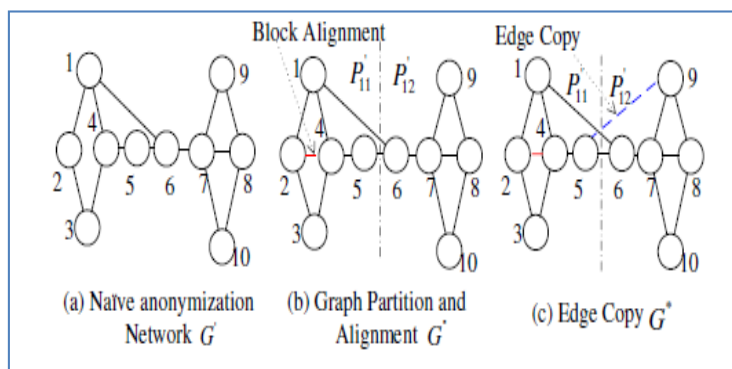 Block Alignment
Edge Copy
1
2
3
4
5
6
7
8
9
10
1
2
3
4
5
6
7
8
9
10
P'11
P'12
1
2
3
4
5
6
7
8
9
10
P'11
P'12
(a) Naïve anonymization
Network G'
(b) Graph Partition and
Alignment G*
(c) Edge Copy G*